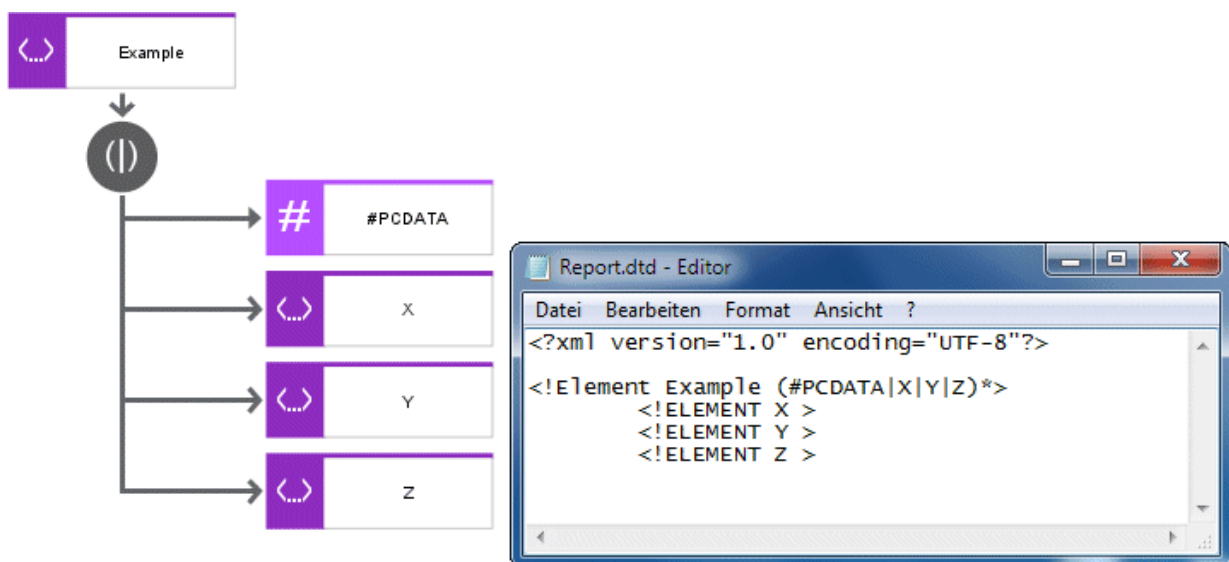 Example
#PCDATA
X
Y
Z
Report.dtd - Editor
Datei Bearbeiten Format Ansicht ?
<?xml version="1.0" encoding="UTF-8"?>
<!Element Example (#PCDATA|X|Y|Z)*>
<!ELEMENT X >
<!ELEMENT Y >
<!ELEMENT Z >